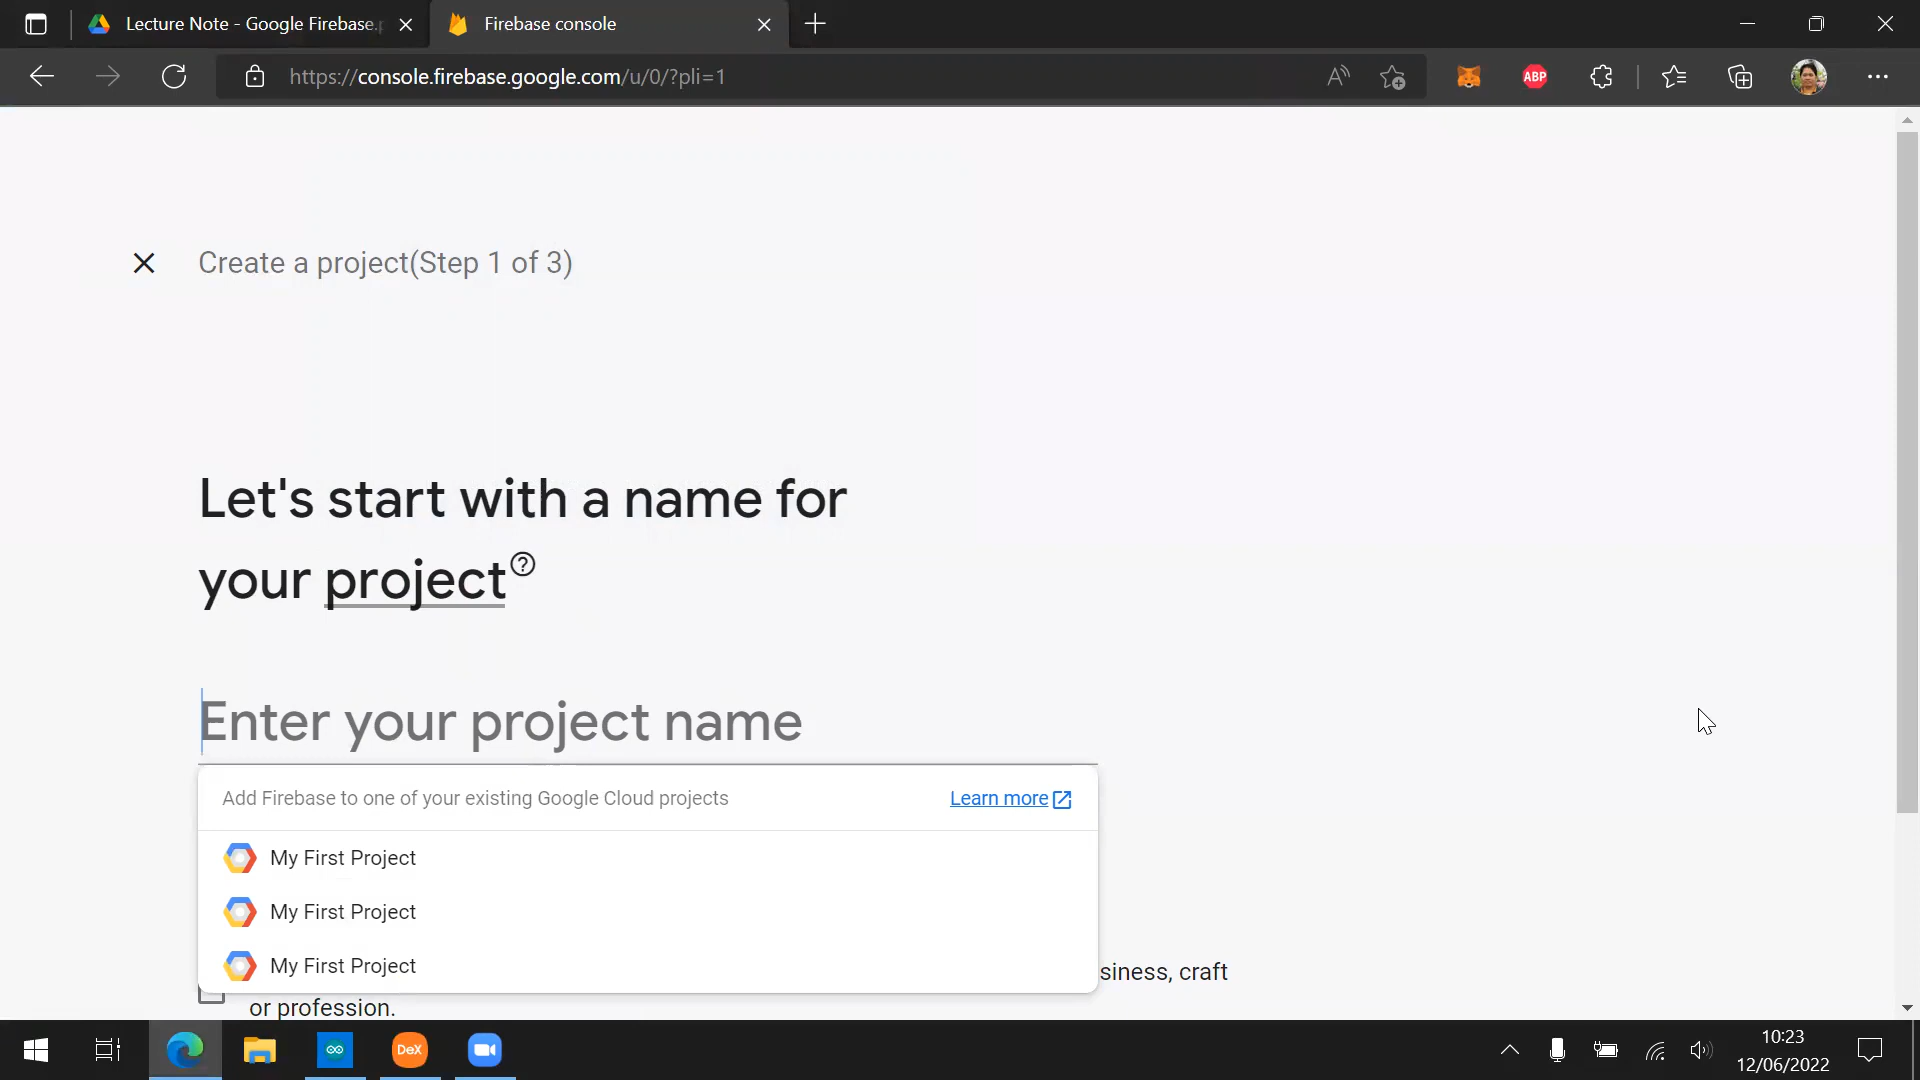 Lecture Note - Google Firebase.
Firebase console
https://console.firebase.google.com/u/0/?pli=1
ABP
Create a project(Step 1 of 3)
Let's start with a name for
your project
Enter your project name
Add Firebase to one of your existing Google Cloud projects
Learn more
My First Project
My First Project
My First Project
siness, craft
or profession.
DeX
10:23
12/06/2022